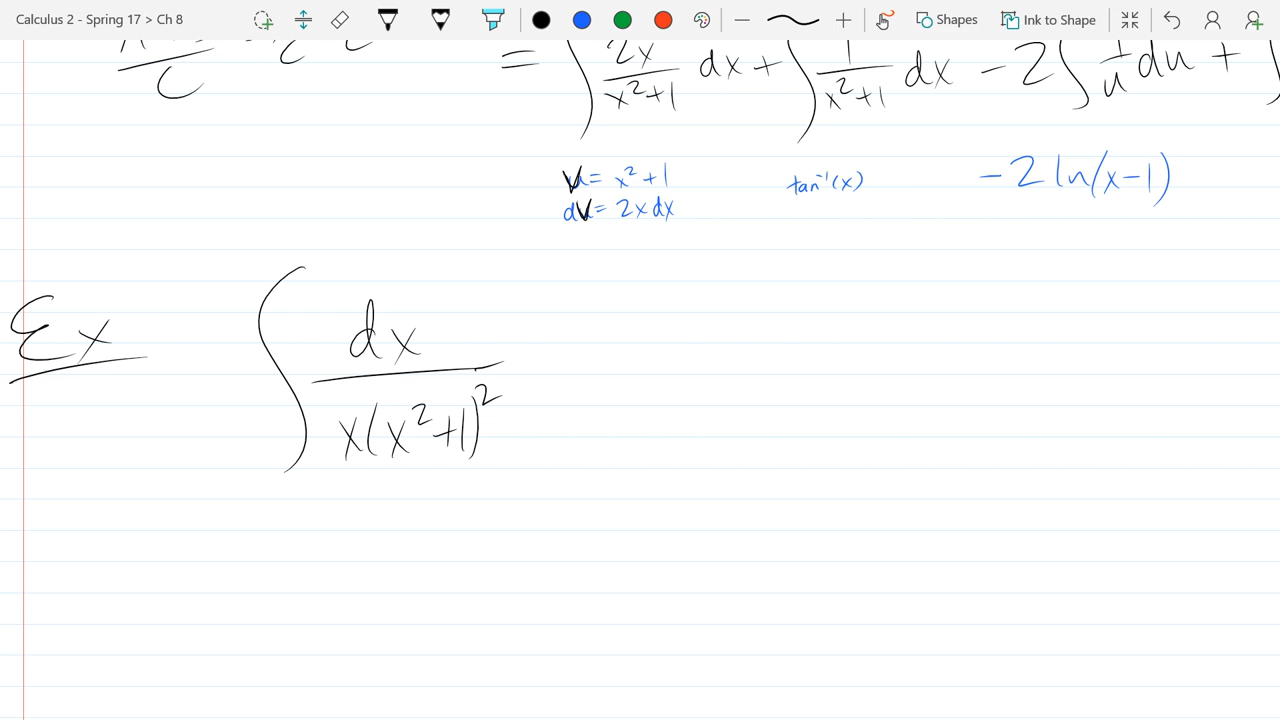 Calculus 2 - Spring 17 > Ch 8 Shapes Ink to Shape
= ∫ 2x/(x²+1) dx + ∫ 1/(x²+1) dx - 2 ∫ 1/u du + ∫
C
v = x² + 1
dv = 2x dx
tan⁻¹(x)
-2 ln(x-1)
Ex ∫ dx/(x(x²+1)²)